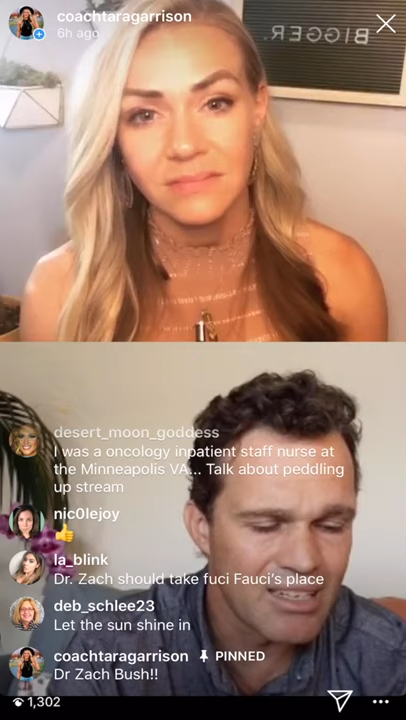 coachtaragarrison
6h ago
BIGGER.
desert_moon_goddess
I was a oncology inpatient staff nurse at
the Minneapolis VA... Talk about peddling
up stream
nic0lejoy
👍
la_blink
Dr. Zach should take fuci Fauci's place
deb_schlee23
Let the sun shine in
coachtaragarrison PINNED
Dr Zach Bush!!
1,302